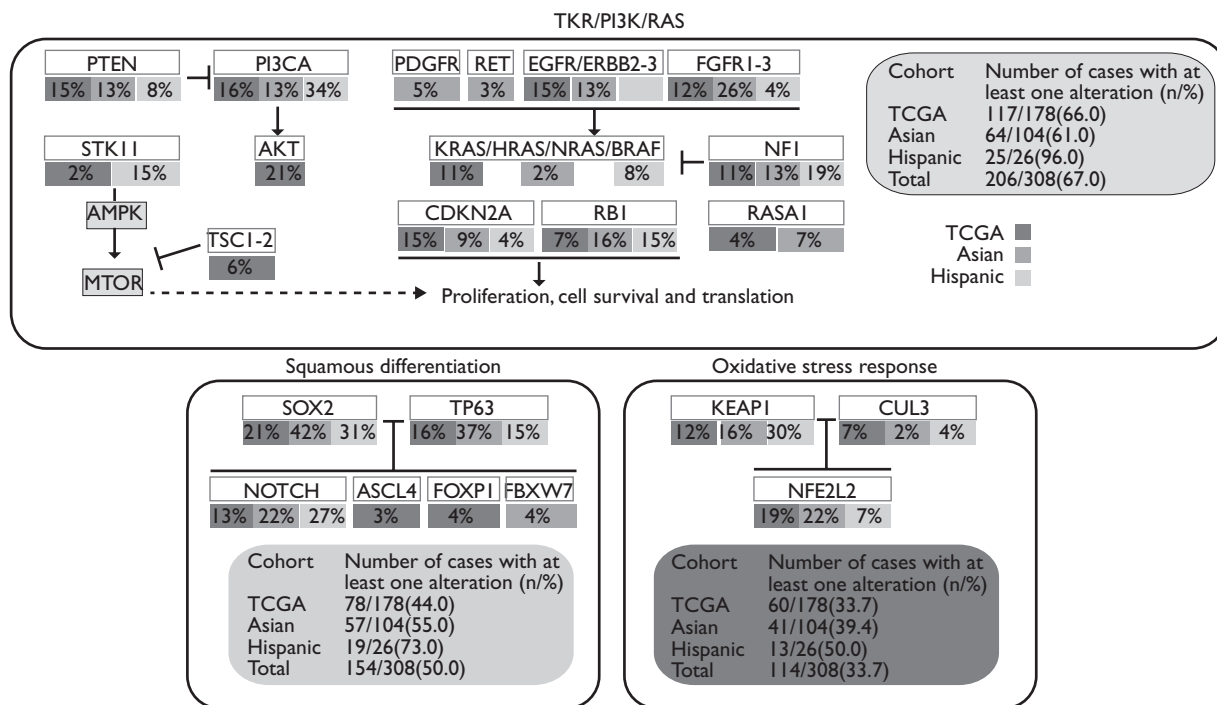 TKR/PI3K/RAS
PTEN
15% 13% 8%
PI3CA
16% 13% 34%
PDGFR
5%
RET
3%
EGFR/ERBB2-3
15% 13%
FGFR1-3
12% 26% 4%
Cohort Number of cases with at
least one alteration (n/%)
TCGA 117/178(66.0)
Asian 64/104(61.0)
Hispanic 25/26(96.0)
Total 206/308(67.0)
STK11
2% 15%
AKT
21%
KRAS/HRAS/NRAS/BRAF
11% 2% 8%
NF1
11% 13% 19%
AMPK
TSC1-2
6%
MTOR
CDKN2A
15% 9% 4%
RB1
7% 16% 15%
RASA1
4% 7%
TCGA
Asian
Hispanic
Proliferation, cell survival and translation
Squamous differentiation
SOX2
21% 42% 31%
TP63
16% 37% 15%
NOTCH
13% 22% 27%
ASCL4
3%
FOXP1
4%
FBXW7
4%
Cohort Number of cases with at
least one alteration (n/%)
TCGA 78/178(44.0)
Asian 57/104(55.0)
Hispanic 19/26(73.0)
Total 154/308(50.0)
Oxidative stress response
KEAP1
12% 16% 30%
CUL3
7% 2% 4%
NFE2L2
19% 22% 7%
Cohort Number of cases with at
least one alteration (n/%)
TCGA 60/178(33.7)
Asian 41/104(39.4)
Hispanic 13/26(50.0)
Total 114/308(33.7)